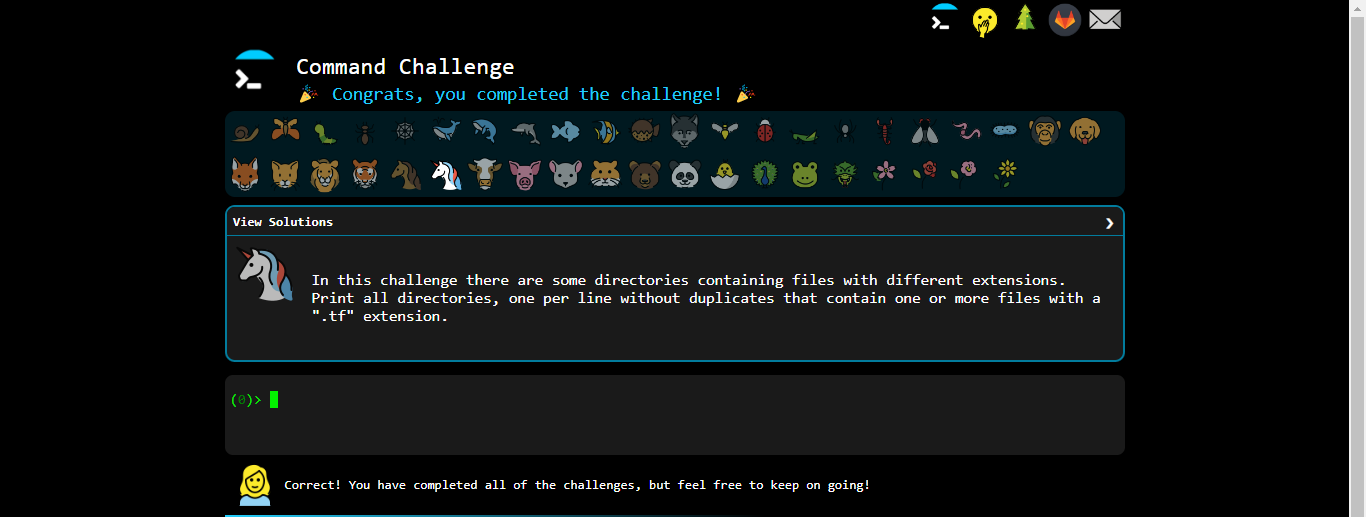 Command Challenge
🎉 Congrats, you completed the challenge! 🎉
View Solutions
In this challenge there are some directories containing files with different extensions.
Print all directories, one per line without duplicates that contain one or more files with a
".tf" extension.
(0)>
Correct! You have completed all of the challenges, but feel free to keep on going!